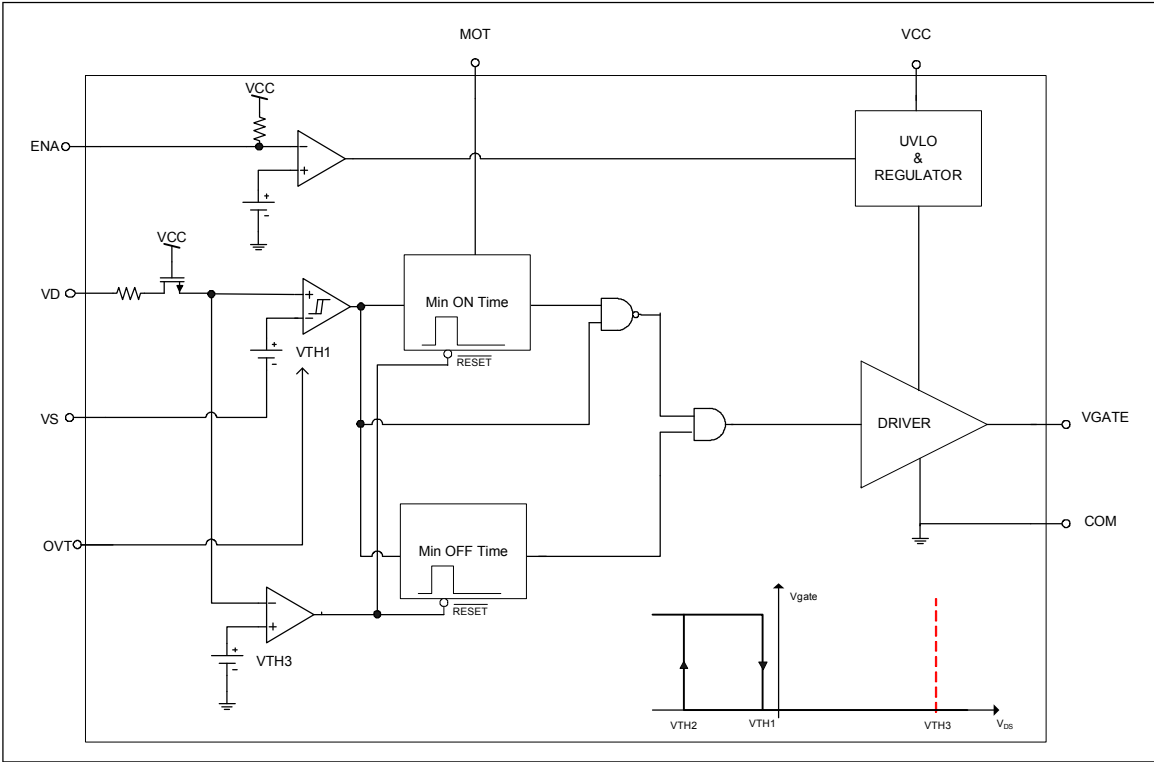 MOT
VCC
VCC
ENA
−
+
+
-
UVLO
&
REGULATOR
VCC
VD
+
−
Min ON Time
RESET
+
-
VTH1
VS
DRIVER
VGATE
OVT
COM
Min OFF Time
RESET
−
+
+
-
VTH3
Vgate
VTH2
VTH1
VTH3
VDS